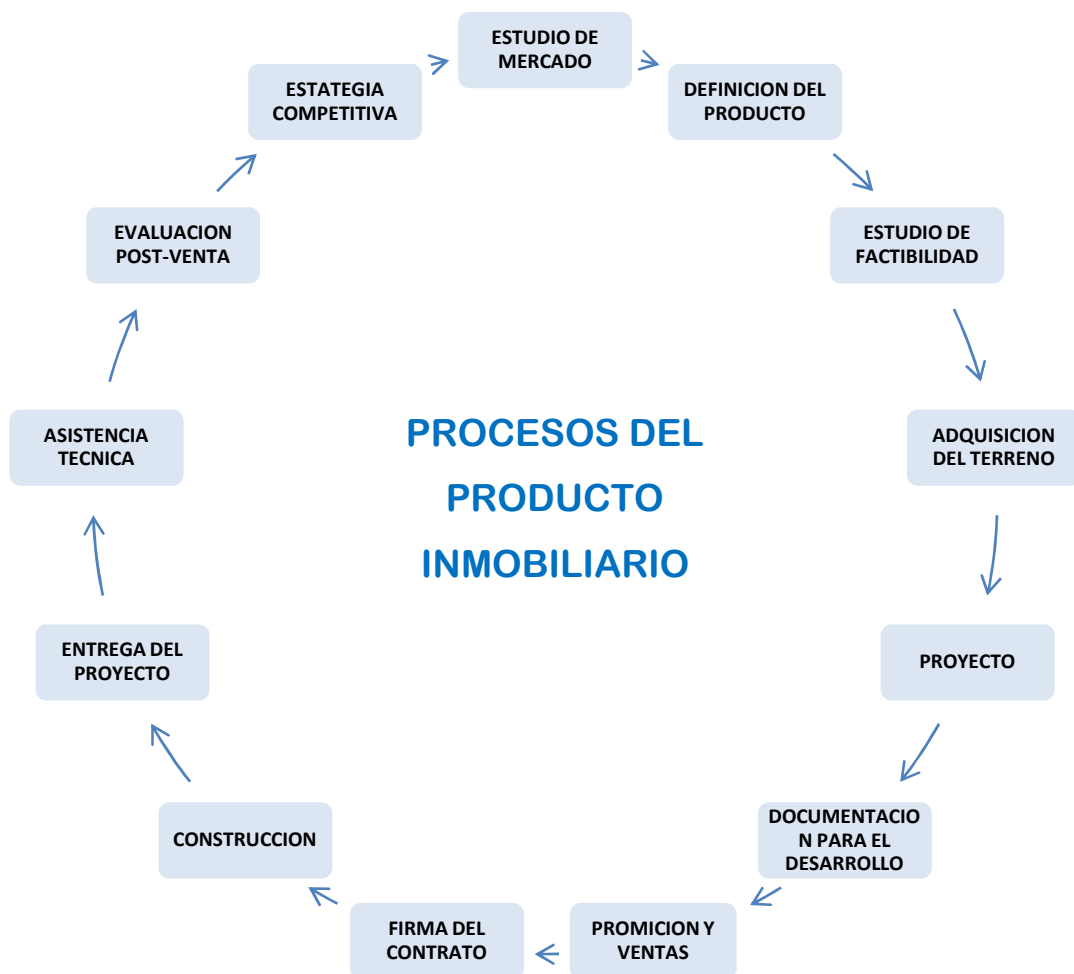 ESTUDIO DE
MERCADO
DEFINICION DEL
PRODUCTO
ESTUDIO DE
FACTIBILIDAD
ADQUISICION
DEL TERRENO
PROYECTO
DOCUMENTACIO
N PARA EL
DESARROLLO
PROMICION Y
VENTAS
FIRMA DEL
CONTRATO
CONSTRUCCION
ENTREGA DEL
PROYECTO
ASISTENCIA
TECNICA
EVALUACION
POST-VENTA
ESTATEGIA
COMPETITIVA
PROCESOS DEL
PRODUCTO
INMOBILIARIO